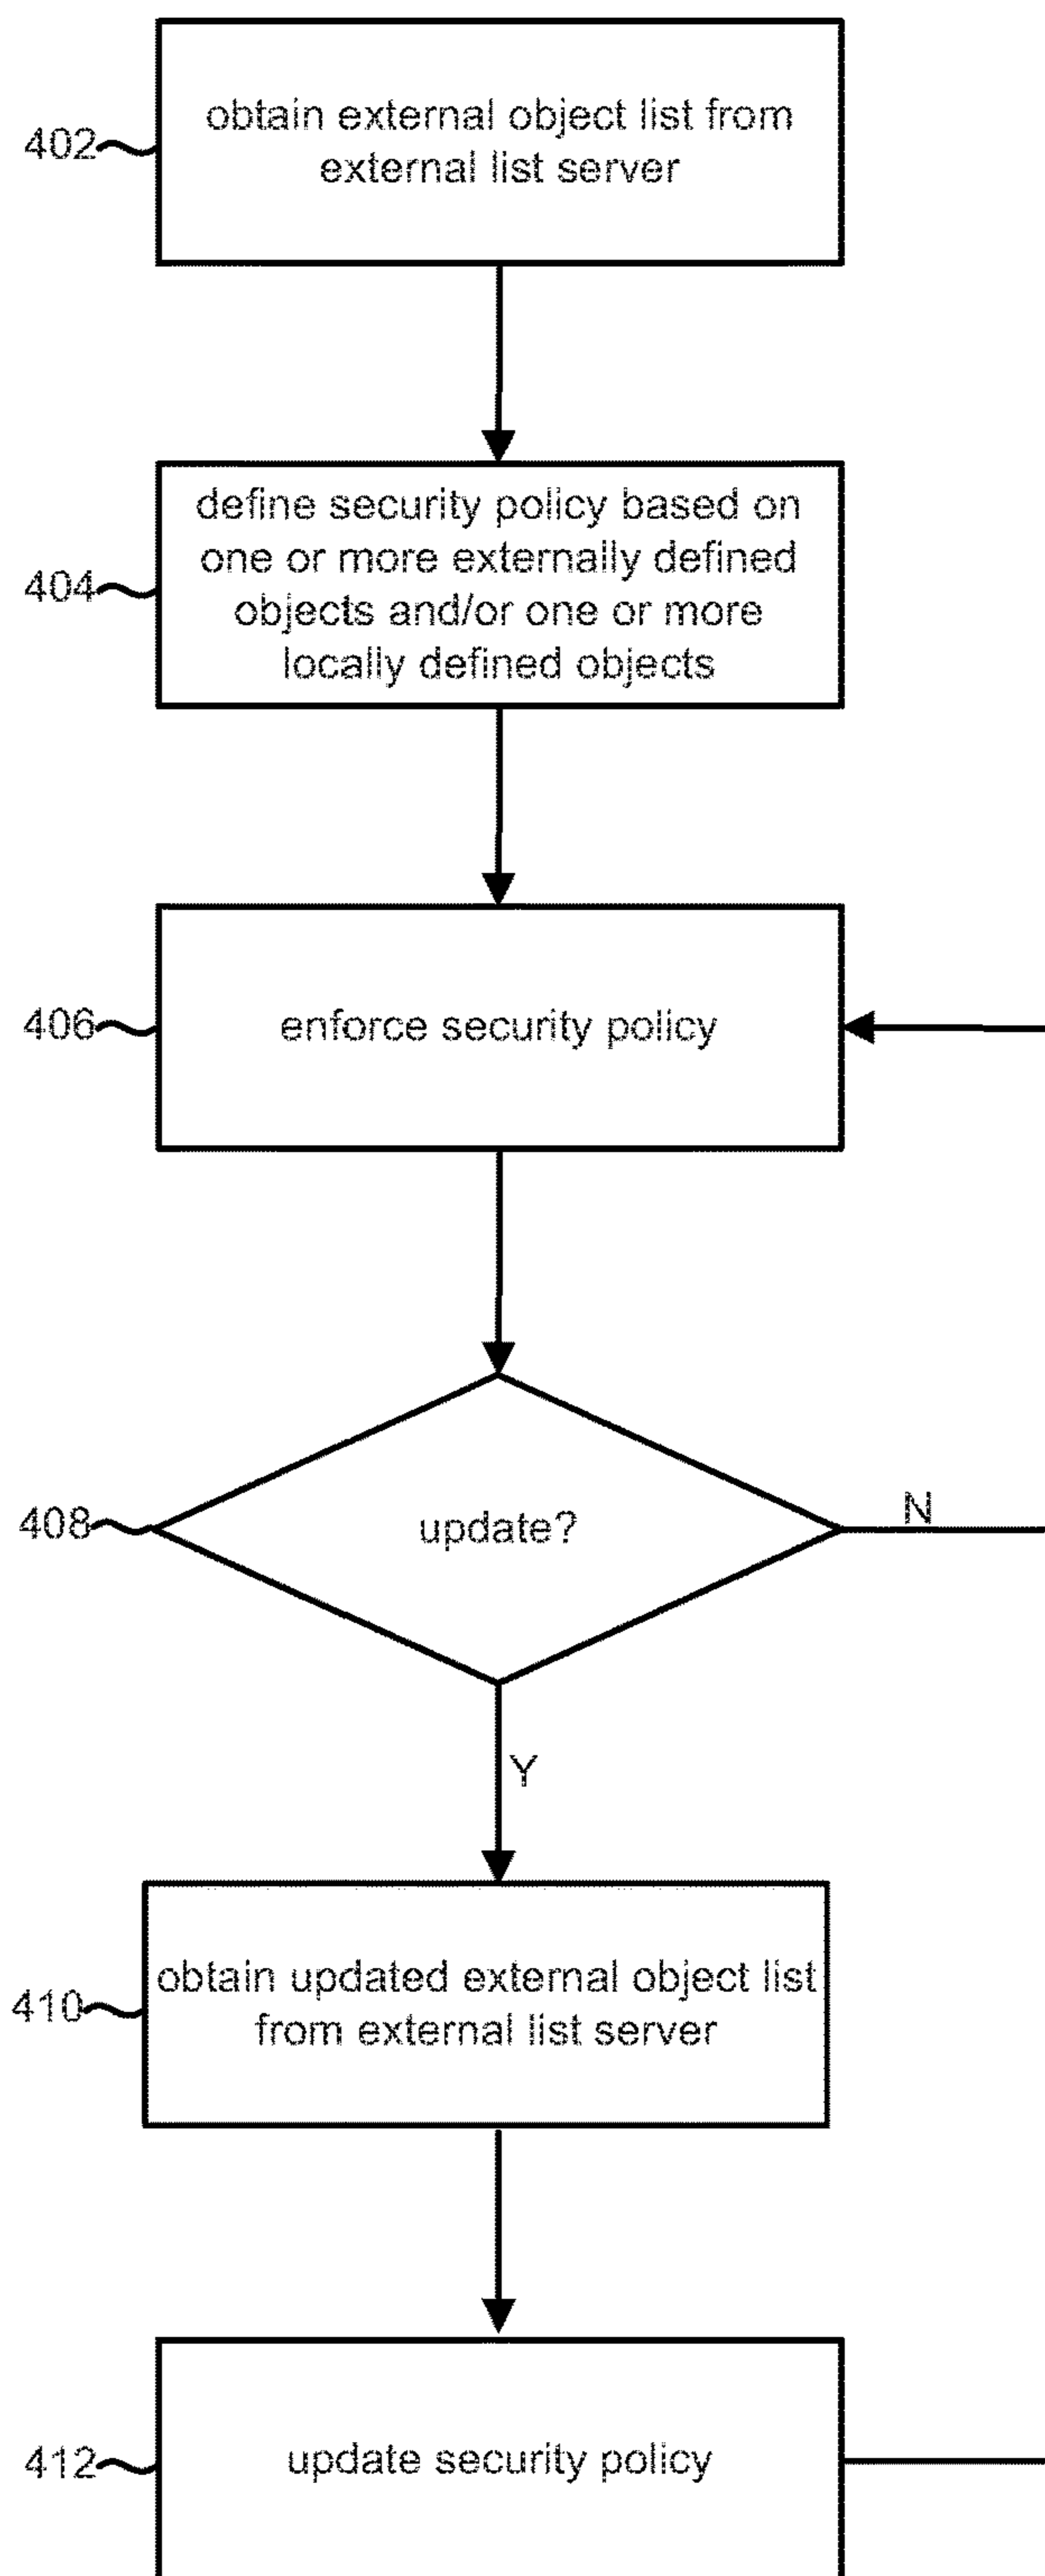 402
obtain external object list from
external list server
404
define security policy based on
one or more externally defined
objects and/or one or more
locally defined objects
406
enforce security policy
408
update?
N
Y
410
obtain updated external object list
from external list server
412
update security policy